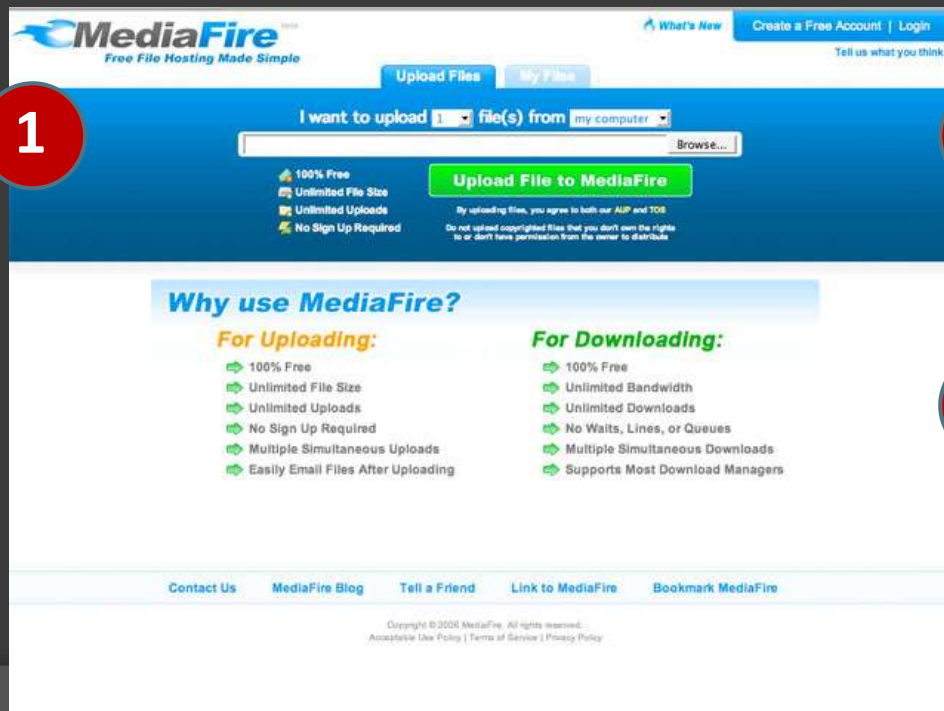 MediaFire beta
Free File Hosting Made Simple
What's New
Create a Free Account | Login
Tell us what you think
Upload Files
My Files
1
I want to upload 1 file(s) from my computer
Browse...
100% Free
Unlimited File Size
Unlimited Uploads
No Sign Up Required
Upload File to MediaFire
By uploading files, you agree to both our AUP and TOS
Do not upload copyrighted files that you don't own the rights
to or don't have permission from the owner to distribute
Why use MediaFire?
For Uploading:
100% Free
Unlimited File Size
Unlimited Uploads
No Sign Up Required
Multiple Simultaneous Uploads
Easily Email Files After Uploading
For Downloading:
100% Free
Unlimited Bandwidth
Unlimited Downloads
No Waits, Lines, or Queues
Multiple Simultaneous Downloads
Supports Most Download Managers
Contact Us
MediaFire Blog
Tell a Friend
Link to MediaFire
Bookmark MediaFire
Copyright © 2006 MediaFire. All rights reserved.
Acceptable Use Policy | Terms of Service | Privacy Policy